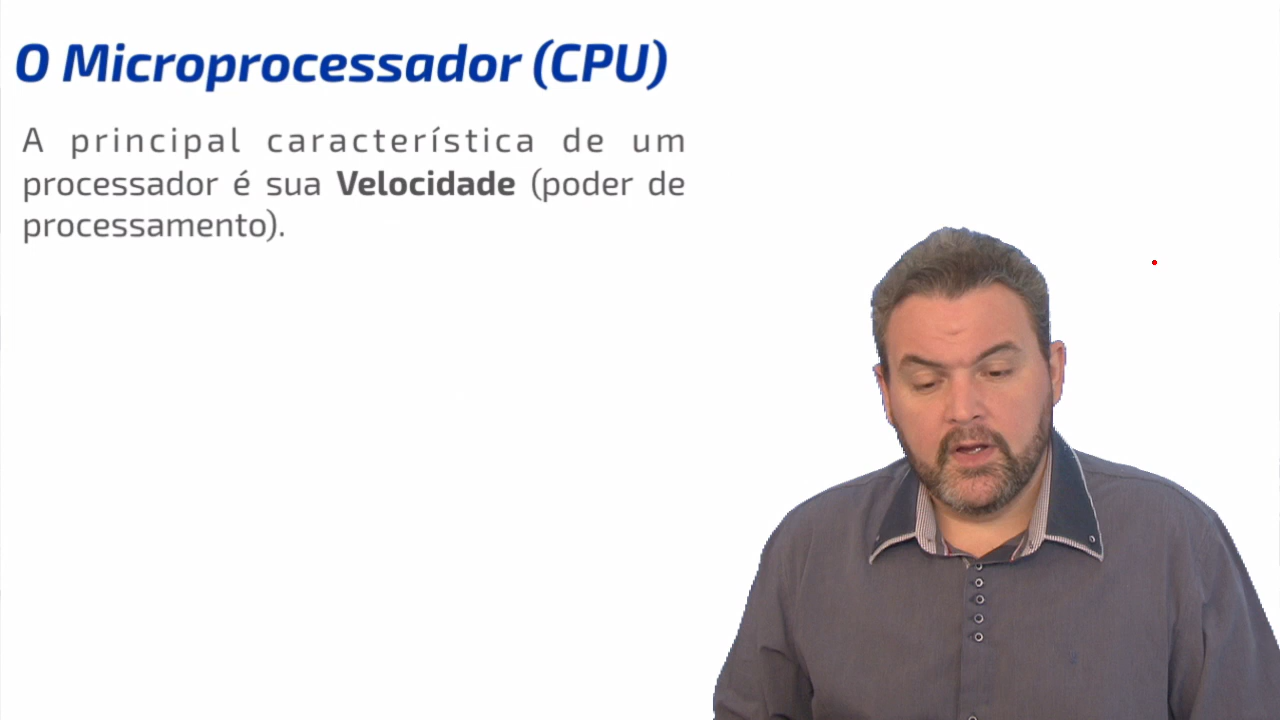 O Microprocessador (CPU)
A principal característica de um
processador é sua Velocidade (poder de
processamento).